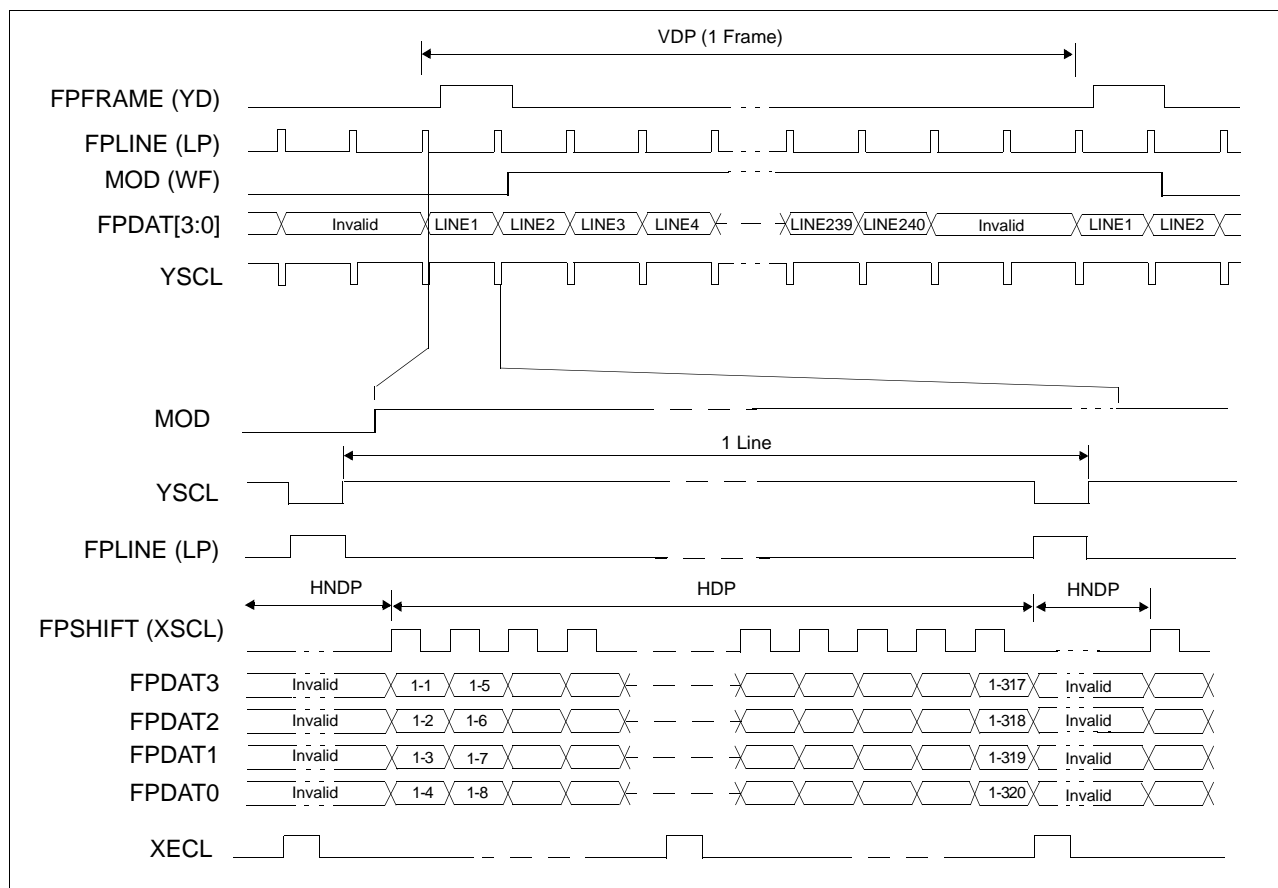 VDP (1 Frame)
FPFRAME (YD)
FPLINE (LP)
MOD (WF)
FPDAT[3:0] Invalid LINE1 LINE2 LINE3 LINE4 LINE239 LINE240 Invalid LINE1 LINE2
YSCL
MOD
1 Line
YSCL
FPLINE (LP)
HNDP HDP HNDP
FPSHIFT (XSCL)
FPDAT3 Invalid 1-1 1-5 1-317 Invalid
FPDAT2 Invalid 1-2 1-6 1-318 Invalid
FPDAT1 Invalid 1-3 1-7 1-319 Invalid
FPDAT0 Invalid 1-4 1-8 1-320 Invalid
XECL